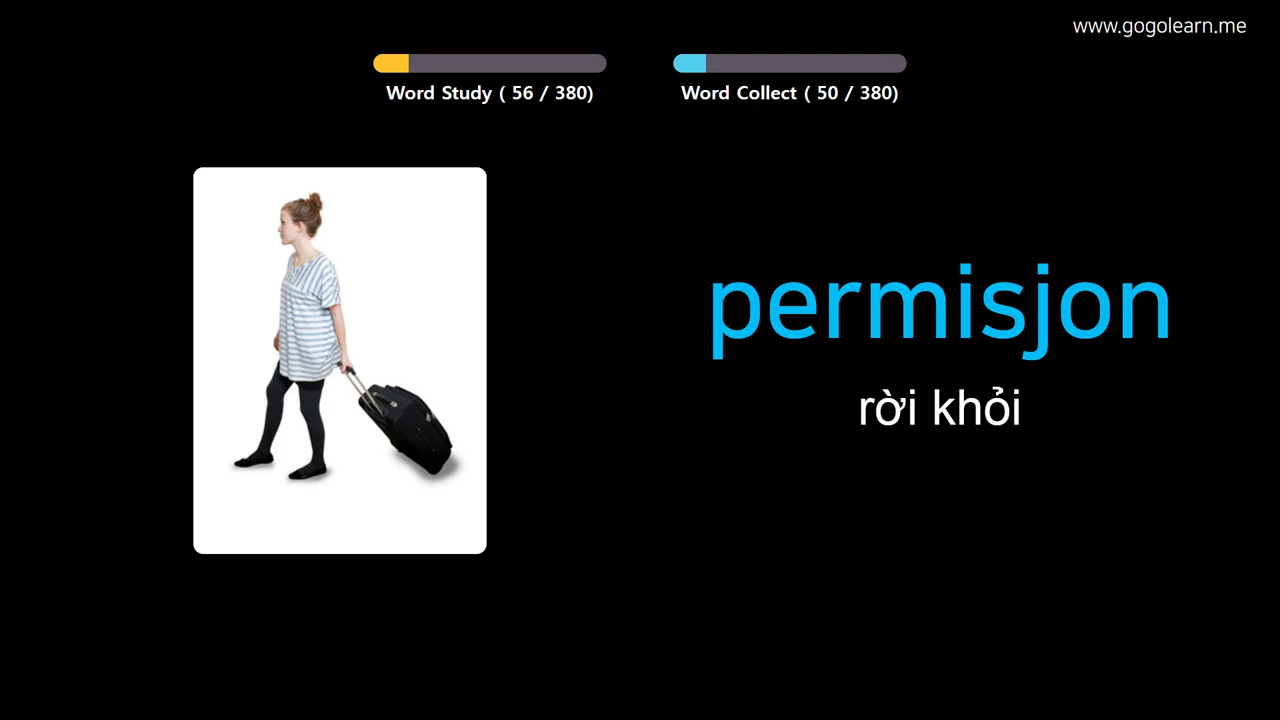 www.gogolearn.me
Word Study ( 56 / 380)
Word Collect ( 50 / 380)
permisjon
rời khỏi